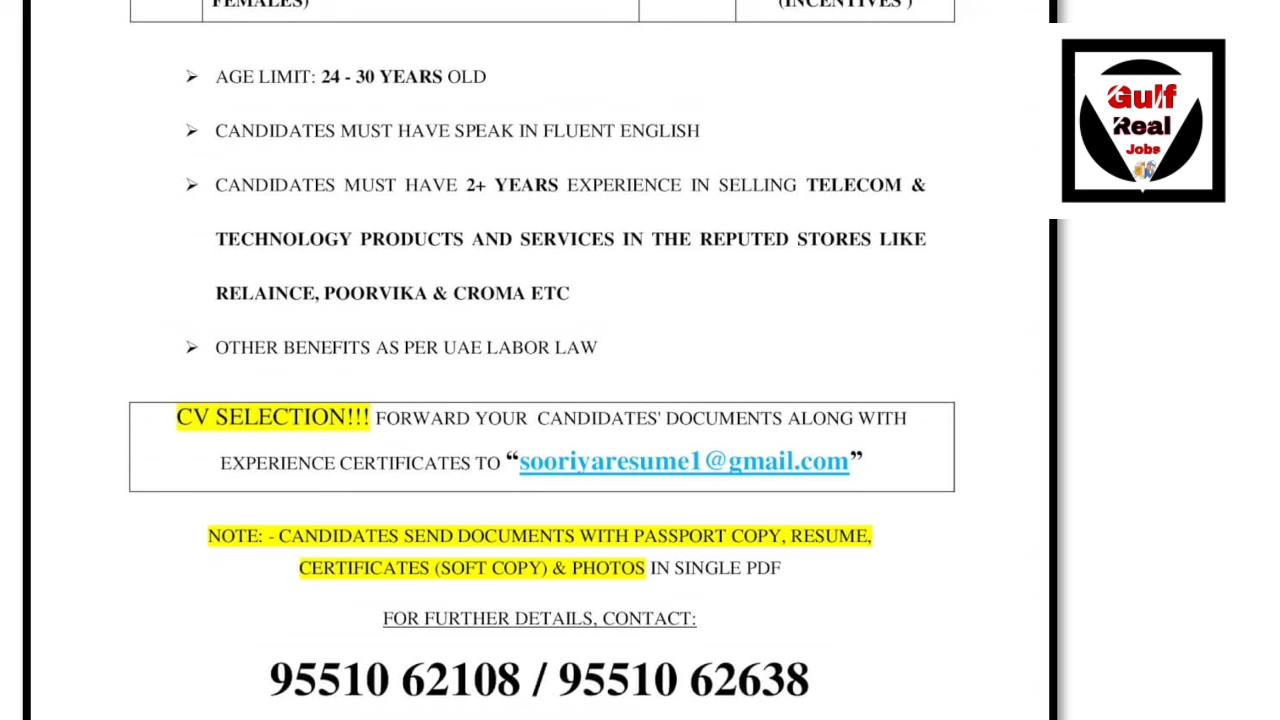 FEMALES)
(INCENTIVES )
➢ AGE LIMIT: 24 - 30 YEARS OLD
➢ CANDIDATES MUST HAVE SPEAK IN FLUENT ENGLISH
➢ CANDIDATES MUST HAVE 2+ YEARS EXPERIENCE IN SELLING TELECOM &
TECHNOLOGY PRODUCTS AND SERVICES IN THE REPUTED STORES LIKE
RELAINCE, POORVIKA & CROMA ETC
➢ OTHER BENEFITS AS PER UAE LABOR LAW
CV SELECTION!!! FORWARD YOUR CANDIDATES' DOCUMENTS ALONG WITH
EXPERIENCE CERTIFICATES TO “sooriyaresume1@gmail.com”
NOTE: - CANDIDATES SEND DOCUMENTS WITH PASSPORT COPY, RESUME,
CERTIFICATES (SOFT COPY) & PHOTOS IN SINGLE PDF
FOR FURTHER DETAILS, CONTACT:
95510 62108 / 95510 62638
Gulf
Real
Jobs